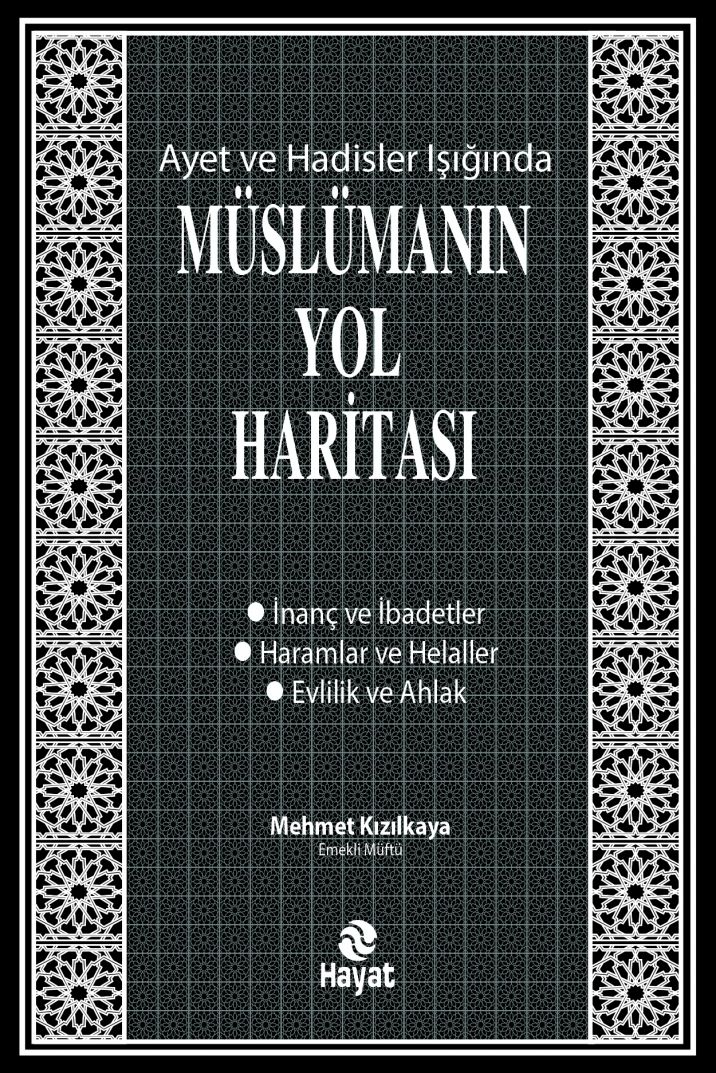 Ayet ve Hadisler Işığında
MÜSLÜMANIN
YOL
HARİTASI
● İnanç ve İbadetler
● Haramlar ve Helaller
● Evlilik ve Ahlak
Mehmet Kızılkaya
Emekli Müftü
Hayat